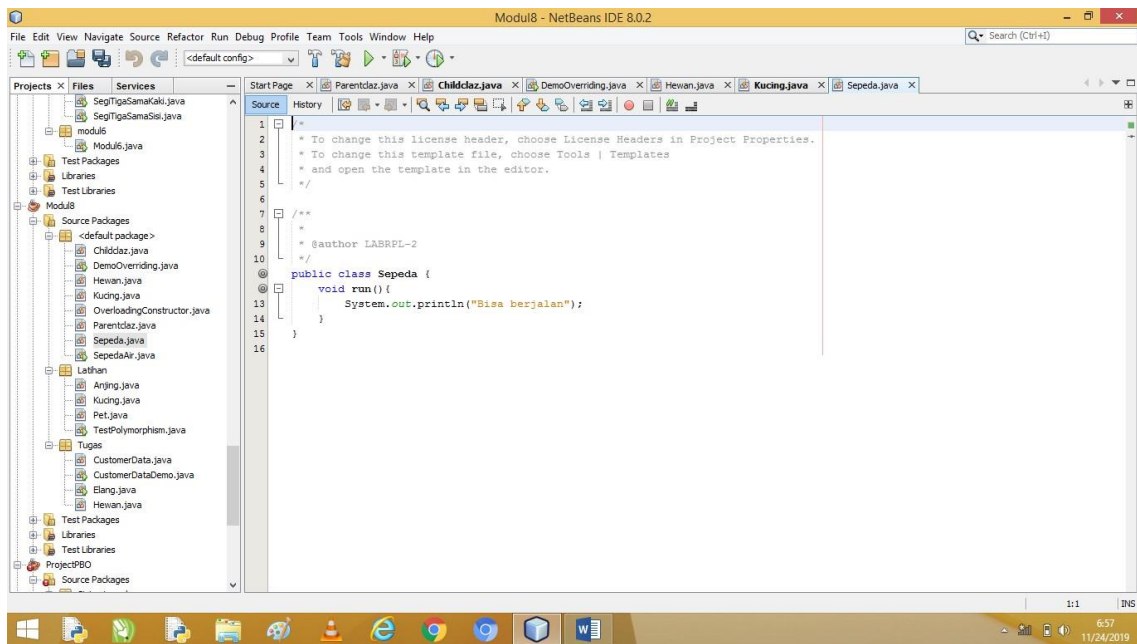 Modul8 - NetBeans IDE 8.0.2
File Edit View Navigate Source Refactor Run Debug Profile Team Tools Window Help
Search (Ctrl+I)
<default config>
Projects Files Services
Start Page Parentclaz.java Childclaz.java DemoOverriding.java Hewan.java Kucing.java Sepeda.java
Source History
SegiTigaSamaKaki.java
SegiTigaSamaSisi.java
modul6
Modul6.java
Test Packages
Libraries
Test Libraries
Modul8
Source Packages
<default package>
Childclaz.java
DemoOverriding.java
Hewan.java
Kucing.java
OverloadingConstructor.java
Parentclaz.java
Sepeda.java
SepedaAir.java
Latihan
Anjing.java
Kucing.java
Pet.java
TestPolymorphism.java
Tugas
CustomerData.java
CustomerDataDemo.java
Elang.java
Hewan.java
Test Packages
Libraries
Test Libraries
ProjectPBO
Source Packages
1 /*
2 * To change this license header, choose License Headers in Project Properties.
3 * To change this template file, choose Tools | Templates
4 * and open the template in the editor.
5 */
6
7 /**
8 *
9 * @author LABRPL-2
10 */
public class Sepeda {
void run(){
13 System.out.println("Bisa berjalan");
14 }
15 }
16
1:1 INS
6:57
11/24/2019